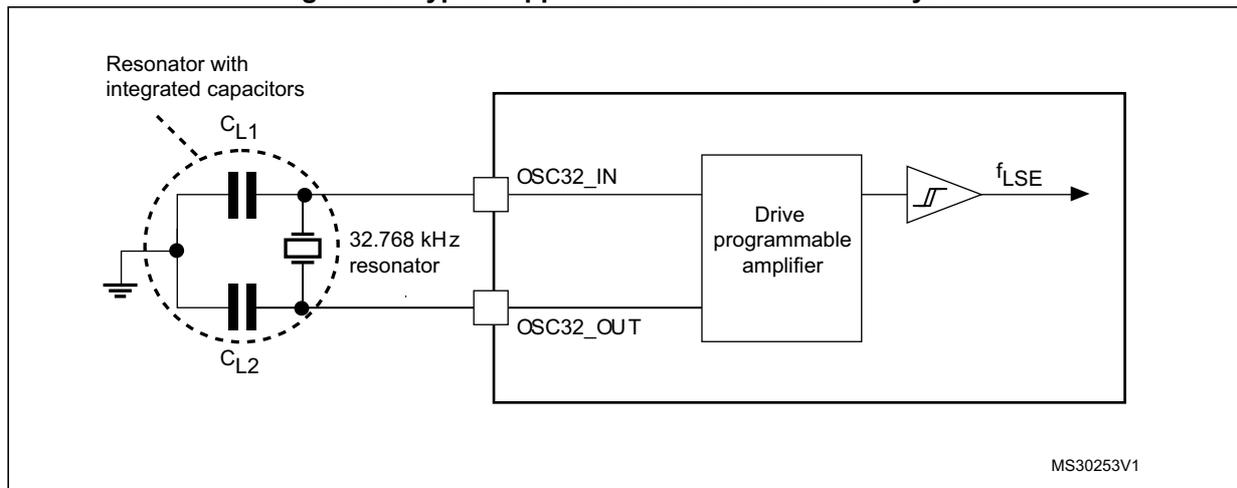 Resonator with
integrated capacitors
CL1
OSC32_IN
fLSE
Drive
programmable
amplifier
32.768 kHz
resonator
OSC32_OUT
CL2
MS30253V1